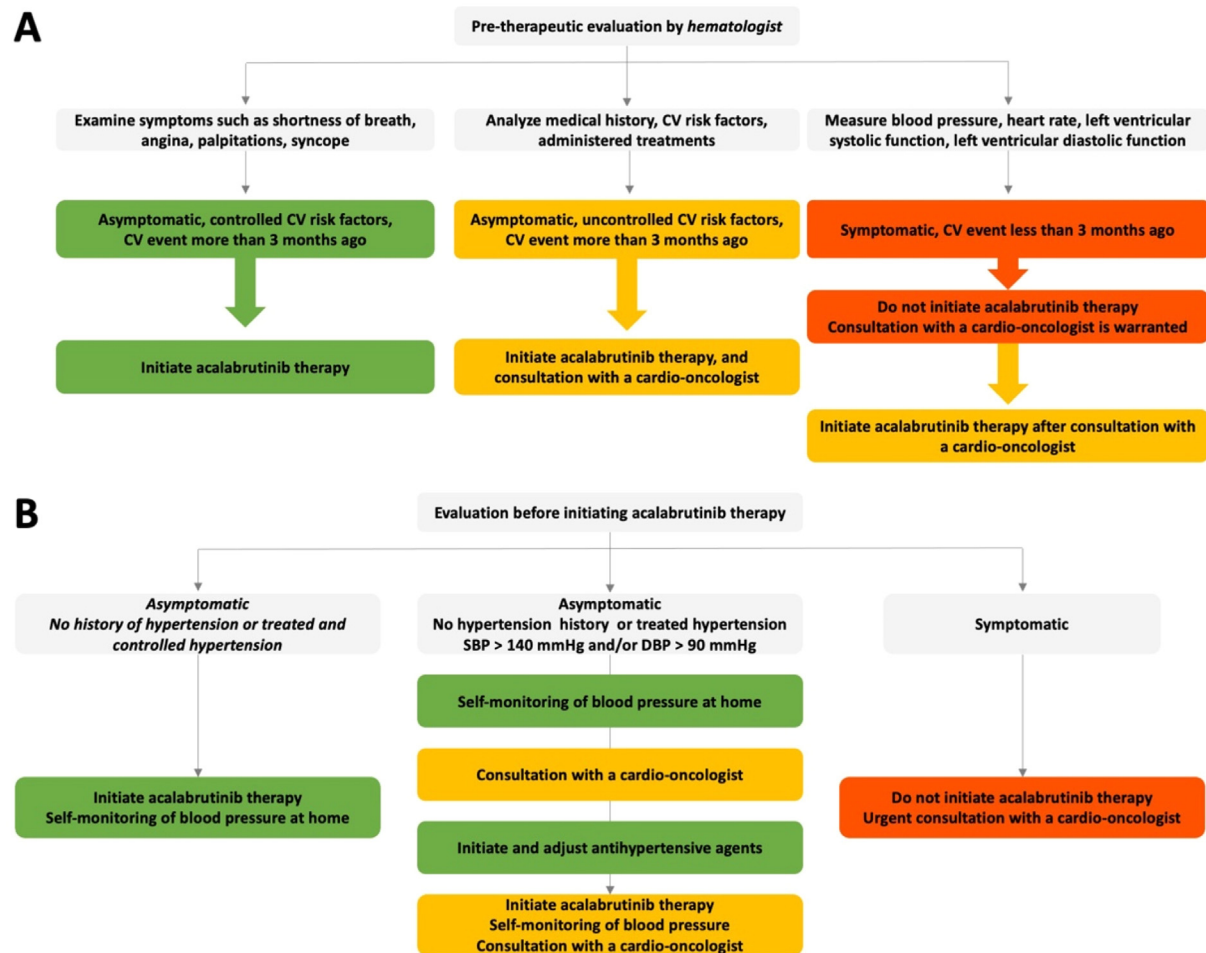 A
Pre-therapeutic evaluation by hematologist
Examine symptoms such as shortness of breath,
angina, palpitations, syncope
Analyze medical history, CV risk factors,
administered treatments
Measure blood pressure, heart rate, left ventricular
systolic function, left ventricular diastolic function
Asymptomatic, controlled CV risk factors,
CV event more than 3 months ago
Asymptomatic, uncontrolled CV risk factors,
CV event more than 3 months ago
Symptomatic, CV event less than 3 months ago
Do not initiate acalabrutinib therapy
Consultation with a cardio-oncologist is warranted
Initiate acalabrutinib therapy
Initiate acalabrutinib therapy, and
consultation with a cardio-oncologist
Initiate acalabrutinib therapy after consultation with
a cardio-oncologist
B
Evaluation before initiating acalabrutinib therapy
Asymptomatic
No history of hypertension or treated and
controlled hypertension
Asymptomatic
No hypertension history or treated hypertension
SBP > 140 mmHg and/or DBP > 90 mmHg
Symptomatic
Self-monitoring of blood pressure at home
Consultation with a cardio-oncologist
Initiate acalabrutinib therapy
Self-monitoring of blood pressure at home
Do not initiate acalabrutinib therapy
Urgent consultation with a cardio-oncologist
Initiate and adjust antihypertensive agents
Initiate acalabrutinib therapy
Self-monitoring of blood pressure
Consultation with a cardio-oncologist